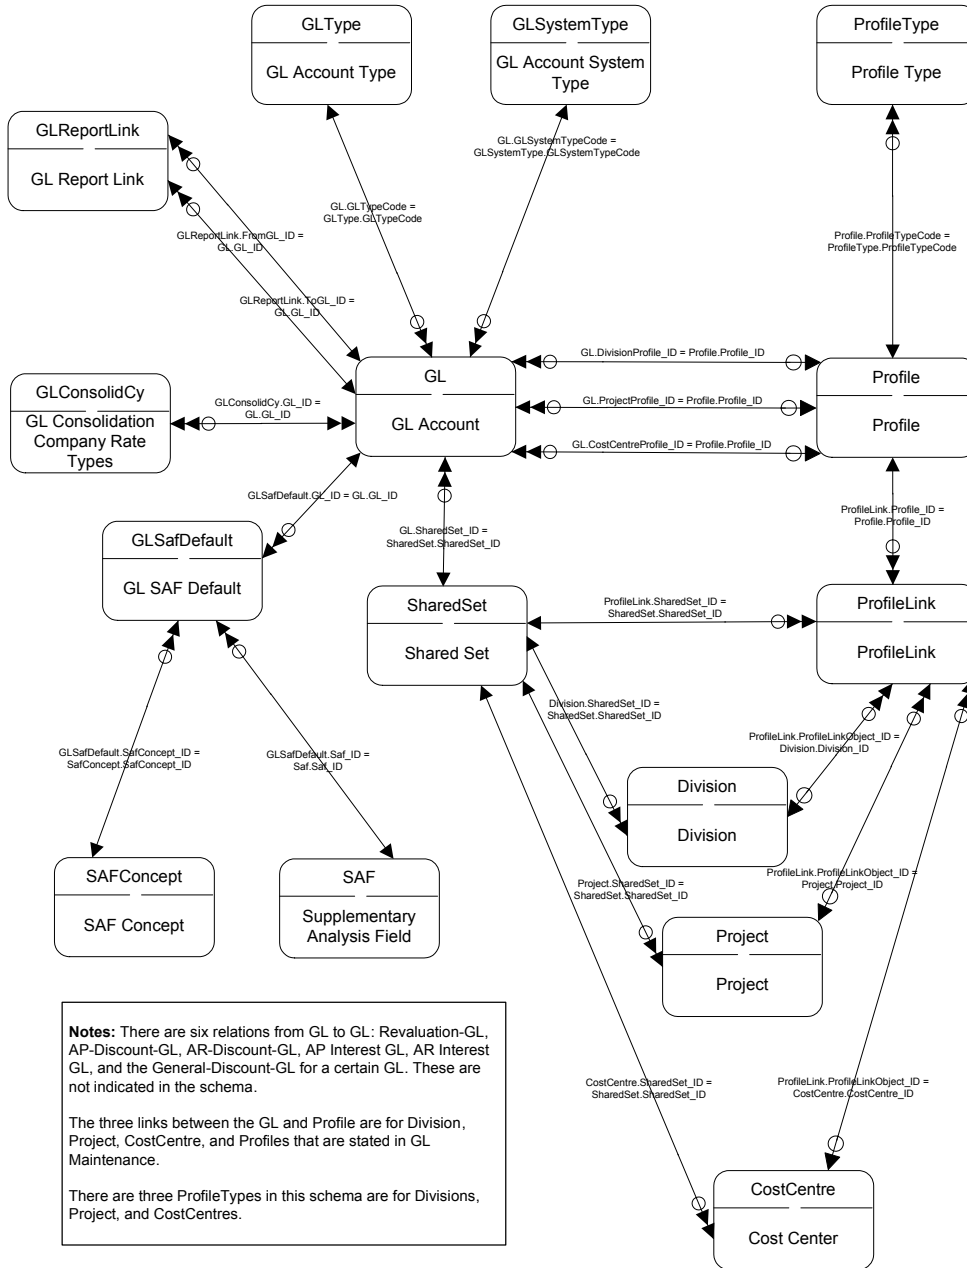 GLType
GL Account Type
GLSystemType
GL Account System
Type
ProfileType
Profile Type
GLReportLink
GL Report Link
GL.GLSystemTypeCode =
GLSystemType.GLSystemTypeCode
GL.GLTypeCode =
GLType.GLTypeCode
GLReportLink.FromGL_ID =
GL.GL_ID
Profile.ProfileTypeCode =
ProfileType.ProfileTypeCode
GLReportLink.ToGL_ID =
GL.GL_ID
GL
GL Account
GL.DivisionProfile_ID = Profile.Profile_ID
GL.ProjectProfile_ID = Profile.Profile_ID
GL.CostCentreProfile_ID = Profile.Profile_ID
Profile
Profile
GLConsolidCy
GL Consolidation
Company Rate
Types
GLConsolidCy.GL_ID =
GL.GL_ID
GLSafDefault.GL_ID = GL.GL_ID
GLSafDefault
GL SAF Default
GL.SharedSet_ID =
SharedSet.SharedSet_ID
ProfileLink.Profile_ID =
Profile.Profile_ID
SharedSet
Shared Set
ProfileLink.SharedSet_ID =
SharedSet.SharedSet_ID
ProfileLink
ProfileLink
Division.SharedSet_ID =
SharedSet.SharedSet_ID
ProfileLink.ProfileLinkObject_ID =
Division.Division_ID
GLSafDefault.SafConcept_ID =
SafConcept.SafConcept_ID
GLSafDefault.Saf_ID =
Saf.Saf_ID
Division
Division
SAFConcept
SAF Concept
SAF
Supplementary
Analysis Field
Project.SharedSet_ID =
SharedSet.SharedSet_ID
ProfileLink.ProfileLinkObject_ID =
Project.Project_ID
Project
Project
Notes: There are six relations from GL to GL: Revaluation-GL,
AP-Discount-GL, AR-Discount-GL, AP Interest GL, AR Interest
GL, and the General-Discount-GL for a certain GL. These are
not indicated in the schema.
The three links between the GL and Profile are for Division,
Project, CostCentre, and Profiles that are stated in GL
Maintenance.
There are three ProfileTypes in this schema are for Divisions,
Project, and CostCentres.
CostCentre.SharedSet_ID =
SharedSet.SharedSet_ID
ProfileLink.ProfileLinkObject_ID =
CostCentre.CostCentre_ID
CostCentre
Cost Center